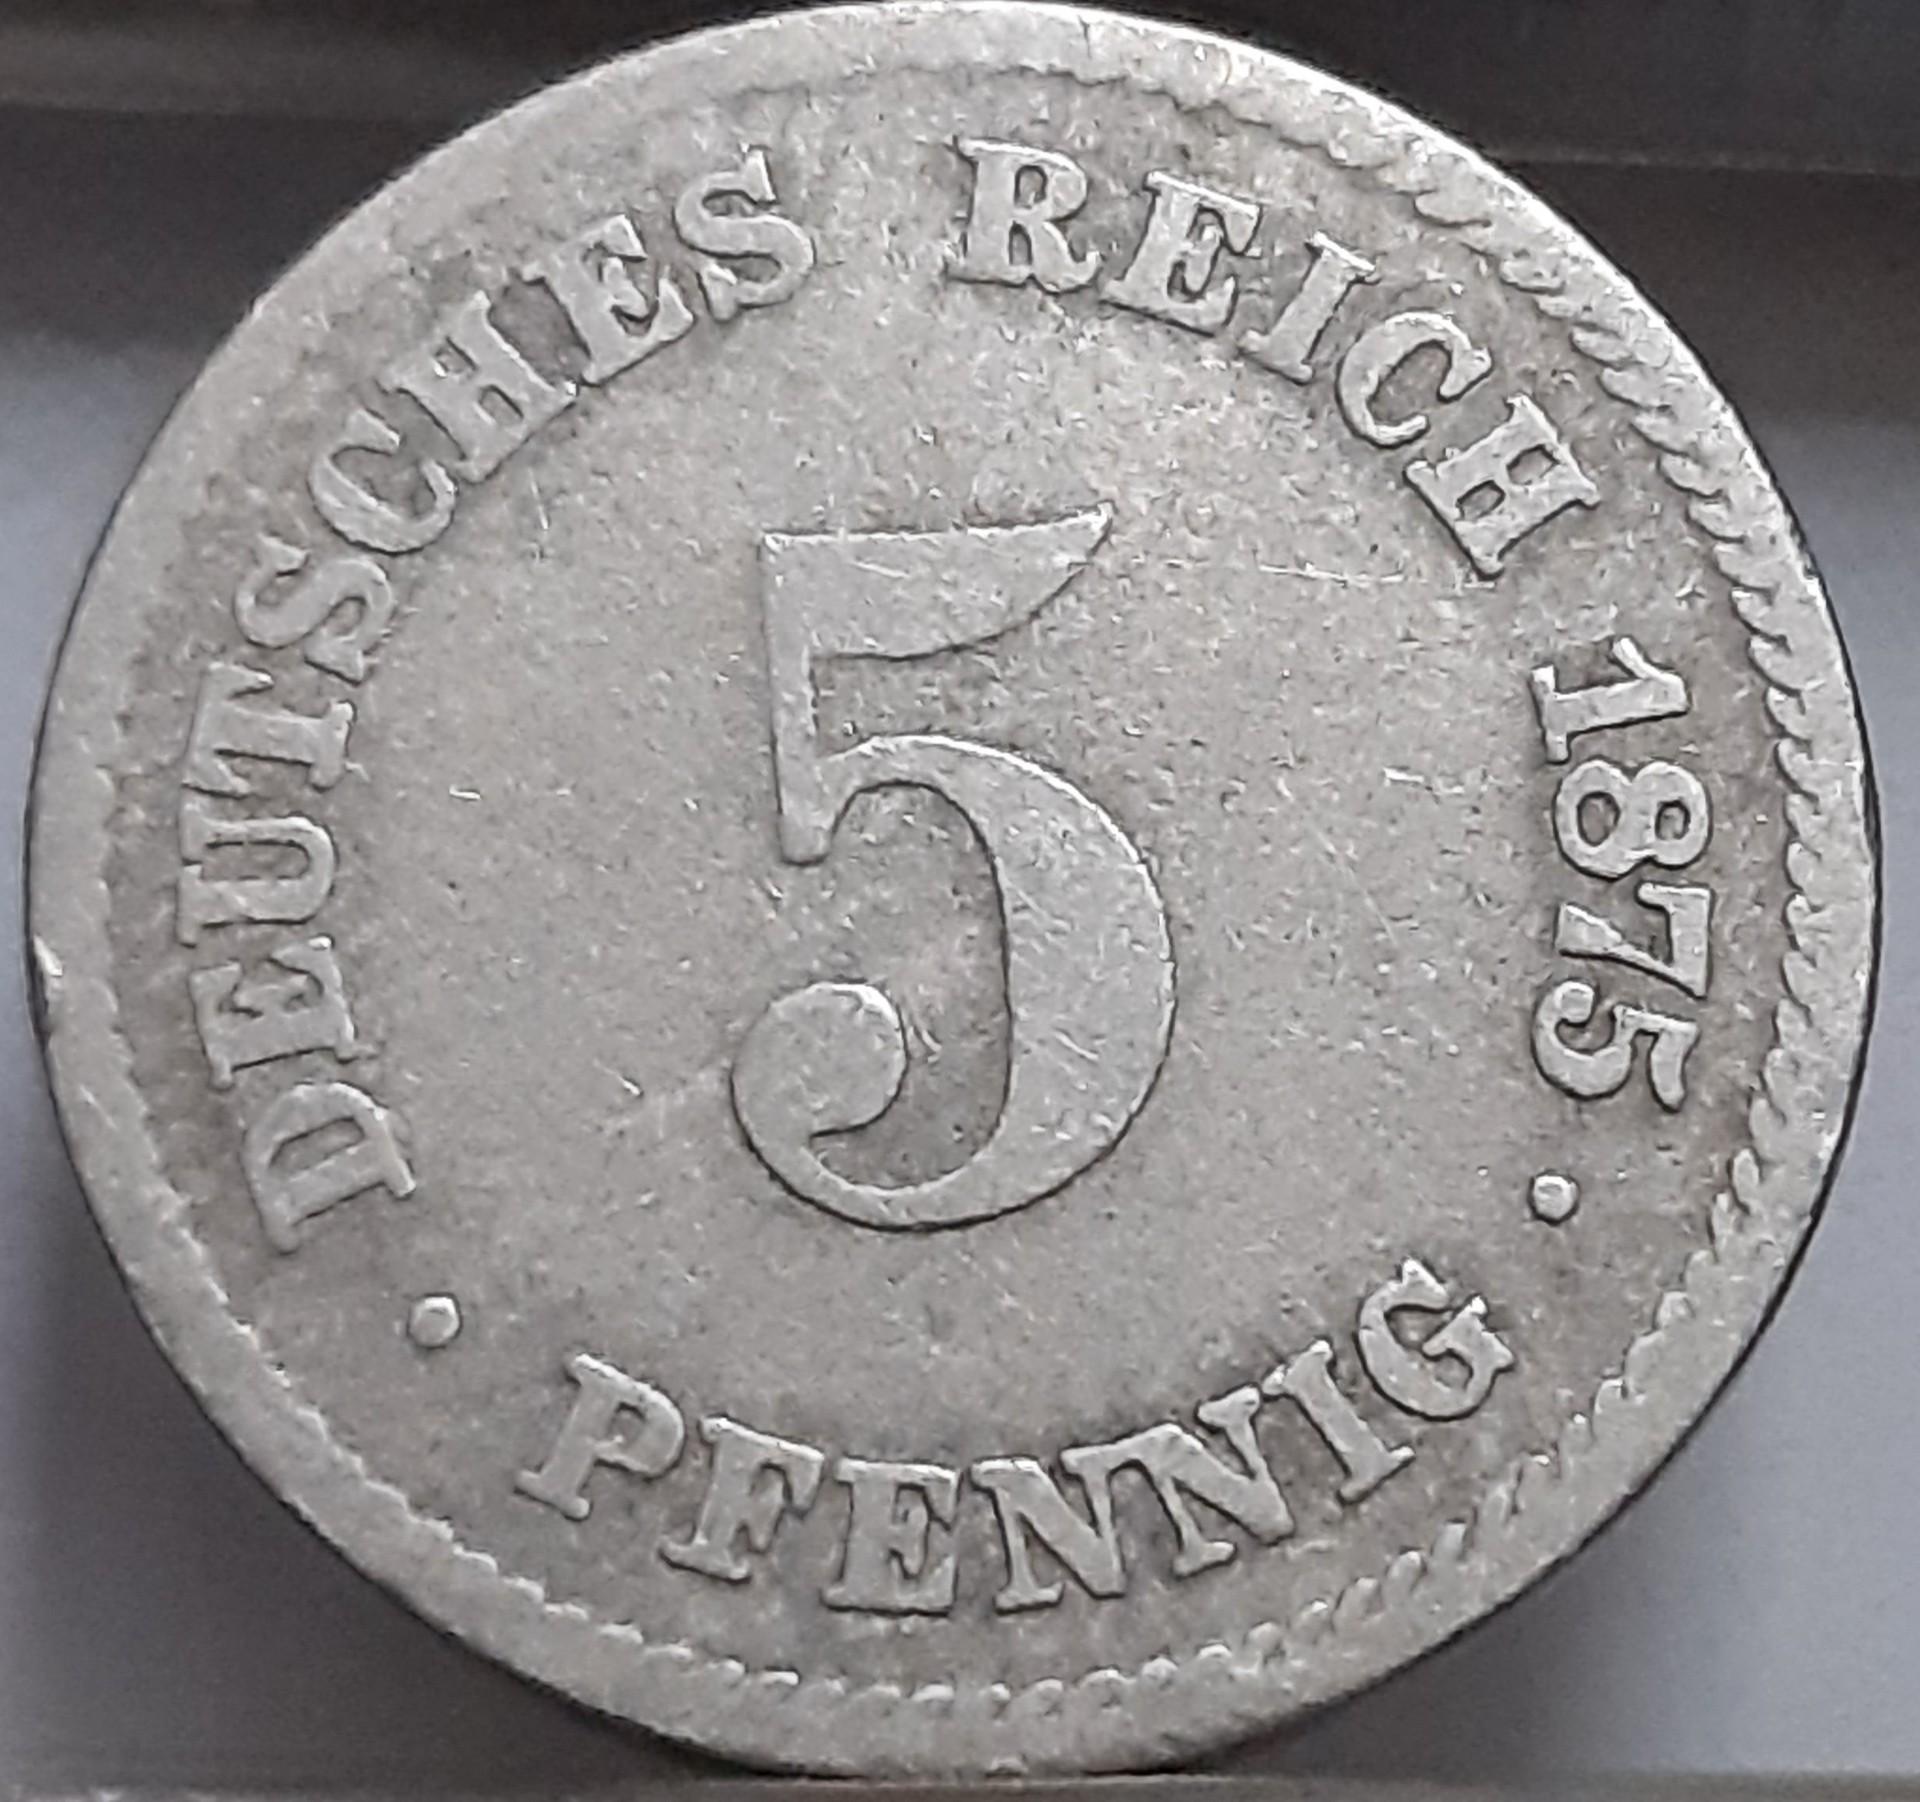 DEUTSCHES REICH 1875
5
• PFENNIG •